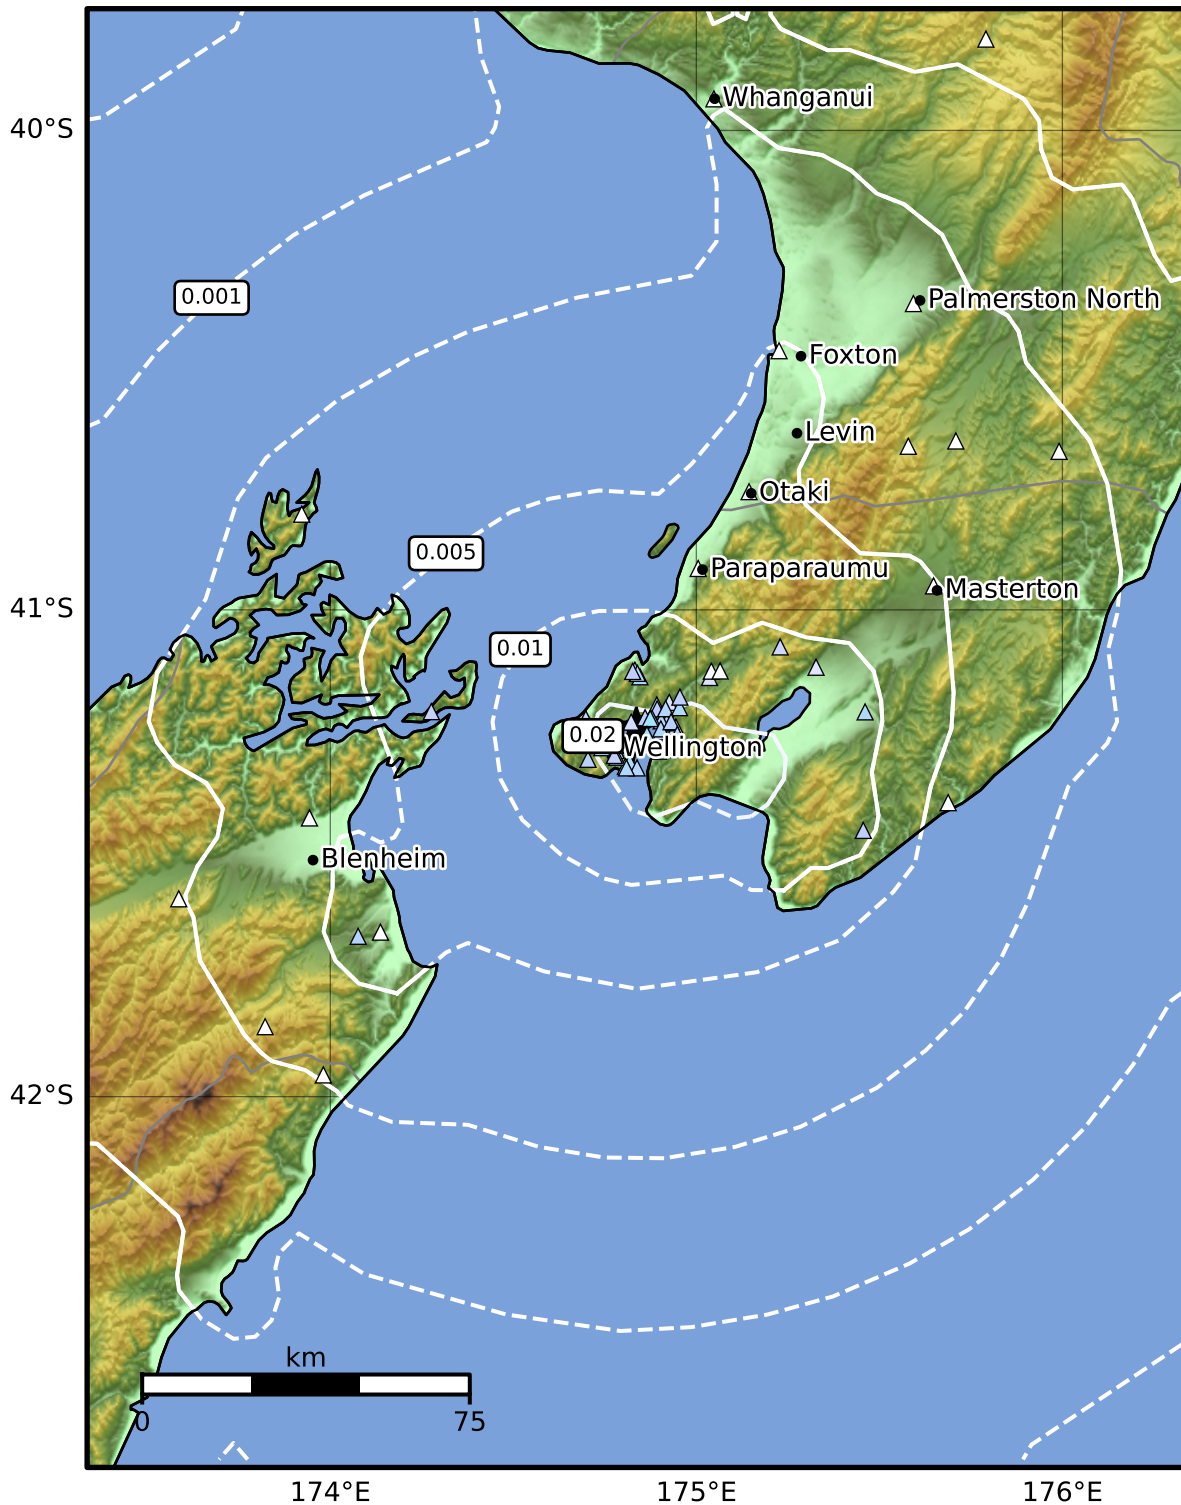 Whanganui
40°S
0.001
Palmerston North
Foxton
Levin
Otaki
0.005
Paraparaumu
Masterton
41°S
0.01
0.02
Wellington
Blenheim
42°S
km
0
75
174°E
175°E
176°E